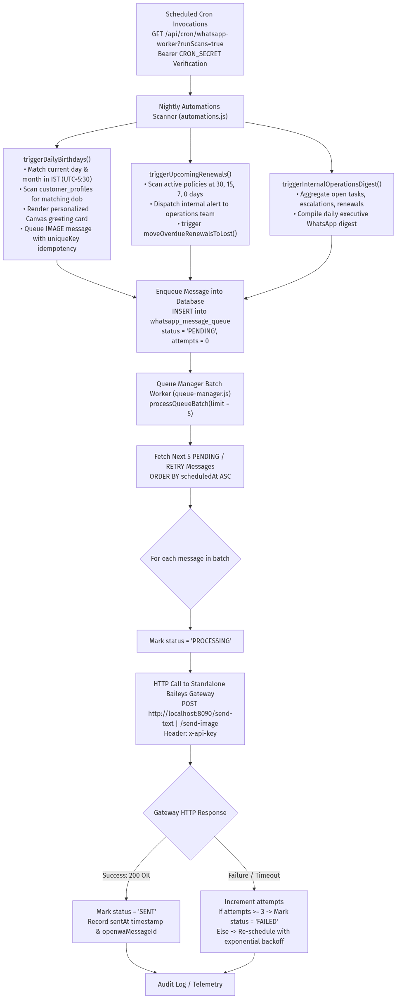 Scheduled Cron
Invocations
GET /api/cron/whatsapp-
worker?runScans=true
Bearer CRON_SECRET
Verification
Nightly Automations
Scanner (automations.js)
triggerDailyBirthdays()
• Match current day &
month in IST (UTC+5:30)
• Scan customer_profiles
for matching dob
• Render personalized
Canvas greeting card
• Queue IMAGE message
with uniqueKey
idempotency
triggerUpcomingRenewals()
• Scan active policies at 30, 15,
7, 0 days
• Dispatch internal alert to
operations team
• trigger
moveOverdueRenewalsToLost()
triggerInternalOperationsDigest()
• Aggregate open tasks,
escalations, renewals
• Compile daily executive
WhatsApp digest
Enqueue Message into
Database
INSERT into
whatsapp_message_queue
status = 'PENDING',
attempts = 0
Queue Manager Batch
Worker (queue-manager.js)
processQueueBatch(limit =
5)
Fetch Next 5 PENDING /
RETRY Messages
ORDER BY scheduledAt ASC
For each message in batch
Mark status = 'PROCESSING'
HTTP Call to Standalone
Baileys Gateway
POST
http://localhost:8090/send-
text | /send-image
Header: x-api-key
Gateway HTTP Response
Success: 200 OK
Failure / Timeout
Mark status = 'SENT'
Record sentAt timestamp
& openwaMessageId
Increment attempts
If attempts >= 3 -> Mark
status = 'FAILED'
Else -> Re-schedule with
exponential backoff
Audit Log / Telemetry